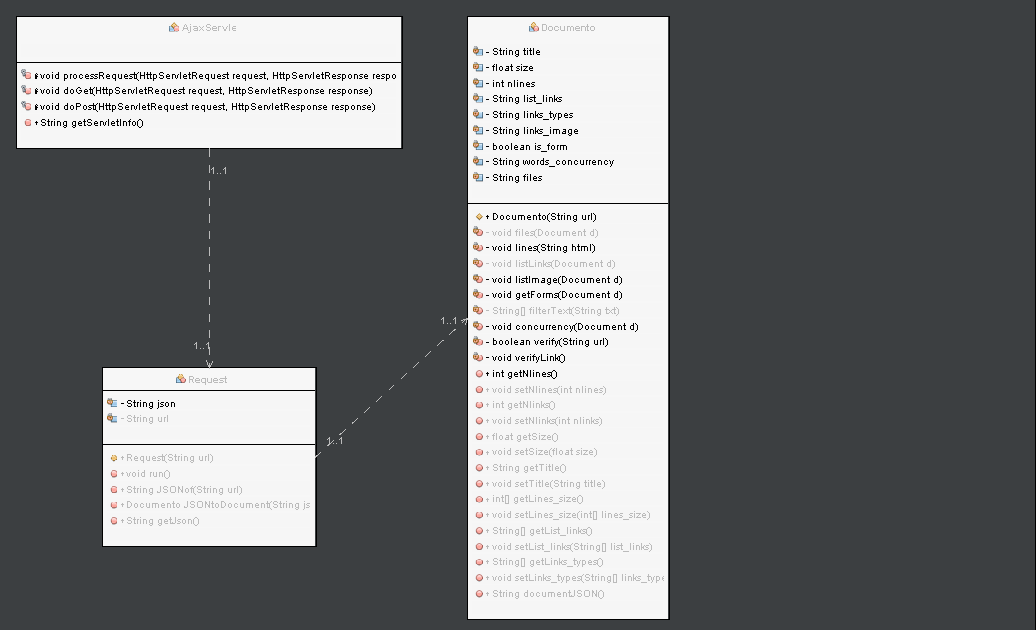 AjaxServle
# void processRequest(HttpServletRequest request, HttpServletResponse respo
# void doGet(HttpServletRequest request, HttpServletResponse response)
# void doPost(HttpServletRequest request, HttpServletResponse response)
+ String getServletInfo()
1..1
1..1
Request
- String json
- String url
+ Request(String url)
+ void run()
+ String JSONof(String url)
+ Documento JSONtoDocument(String js
+ String getJson()
1..1
1..1
Documento
- String title
- float size
- int nlines
- String list_links
- String links_types
- String links_image
- boolean is_form
- String words_concurrency
- String files
+ Documento(String url)
- void files(Document d)
- void lines(String html)
- void listLinks(Document d)
- void listImage(Document d)
- void getForms(Document d)
- String[] filterText(String txt)
- void concurrency(Document d)
- boolean verify(String url)
- void verifyLink()
+ int getNlines()
+ void setNlines(int nlines)
+ int getNlinks()
+ void setNlinks(int nlinks)
+ float getSize()
+ void setSize(float size)
+ String getTitle()
+ void setTitle(String title)
+ int[] getLines_size()
+ void setLines_size(int[] lines_size)
+ String[] getList_links()
+ void setList_links(String[] list_links)
+ String[] getLinks_types()
+ void setLinks_types(String[] links_type
+ String documentJSON()